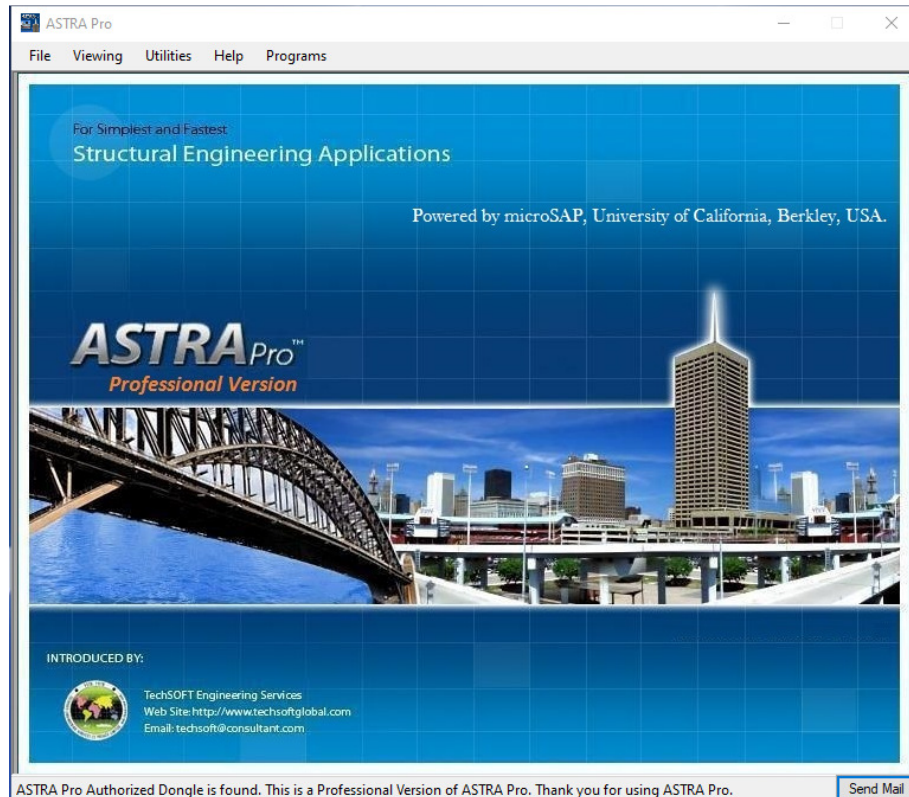 ASTRA Pro
File Viewing Utilities Help Programs
For Simplest and Fastest
Structural Engineering Applications
Powered by microSAP, University of California, Berkley, USA.
ASTRA Pro™
Professional Version
INTRODUCED BY:
TechSOFT Engineering Services
Web Site:http://www.techsoftglobal.com
Email: techsoft@consultant.com
ASTRA Pro Authorized Dongle is found. This is a Professional Version of ASTRA Pro. Thank you for using ASTRA Pro.
Send Mail